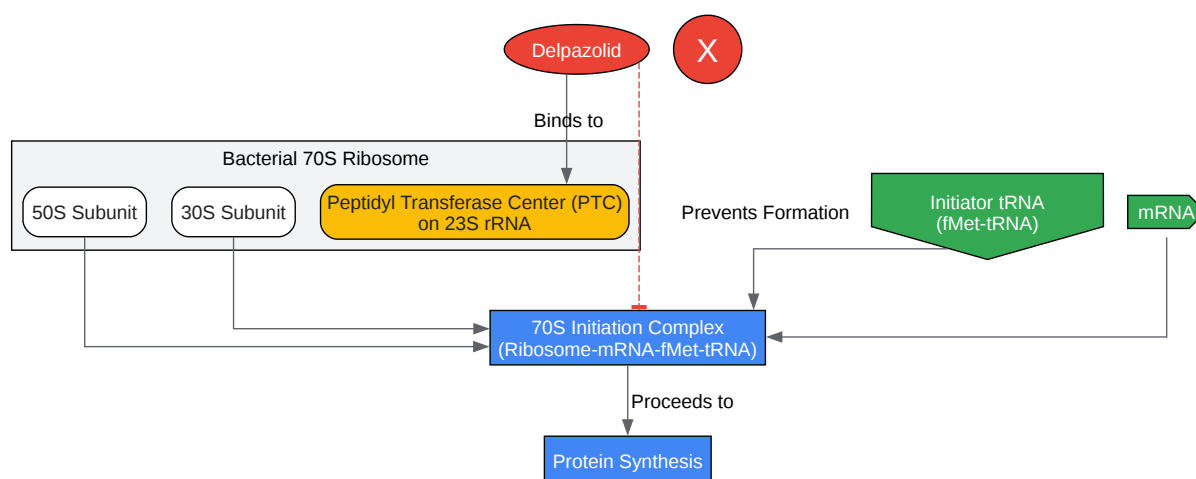 Delpazolid
X
Binds to
Bacterial 70S Ribosome
50S Subunit
30S Subunit
Peptidyl Transferase Center (PTC)
on 23S rRNA
Prevents Formation
Initiator tRNA
(fMet-tRNA)
mRNA
70S Initiation Complex
(Ribosome-mRNA-fMet-tRNA)
Proceeds to
Protein Synthesis